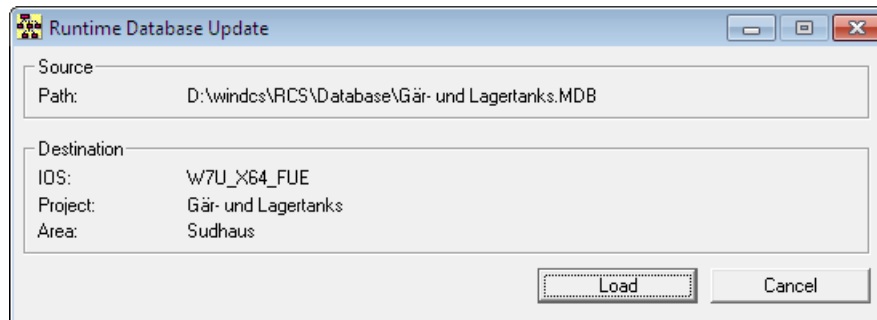 Runtime Database Update
Source
Path: D:\windcs\RCS\Database\Gär- und Lagertanks.MDB
Destination
IOS: W7U_X64_FUE
Project: Gär- und Lagertanks
Area: Sudhaus
Load Cancel